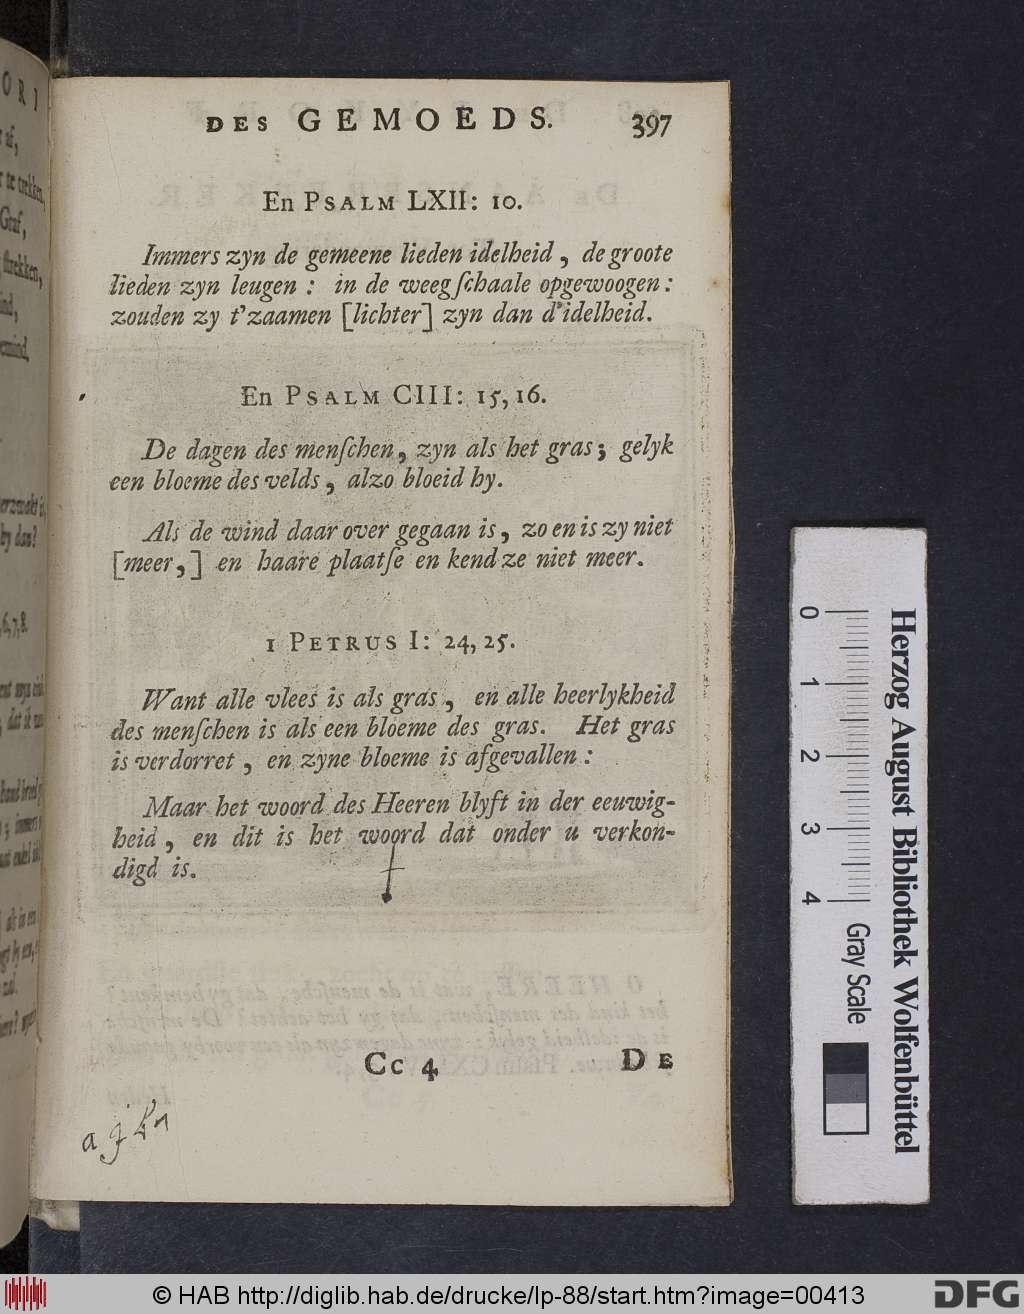 DES GEMOEDS. 397
En PSALM LXII: 10.
Immers zyn de gemeene lieden idelheid, de groote
lieden zyn leugen: in de weegſchaale opgewoogen:
zouden zy t'zaamen [lichter] zyn dan d'idelheid.
En PSALM CIII: 15, 16.
De dagen des menſchen, zyn als het gras; gelyk
een bloeme des velds, alzo bloeid hy.
Als de wind daar over gegaan is, zo en is zy niet
[meer,] en haare plaatſe en kend ze niet meer.
1 PETRUS I: 24, 25.
Want alle vlees is als gras, en alle heerlykheid
des menſchen is als een bloeme des gras. Het gras
is verdorret, en zyne bloeme is afgevallen:
Maar het woord des Heeren blyft in der eeuwig-
heid, en dit is het woord dat onder u verkon-
digd is.
Cc 4 DE
0 1 2 3 4
Gray Scale
Herzog August Bibliothek Wolfenbüttel
© HAB http://diglib.hab.de/drucke/lp-88/start.htm?image=00413
DFG